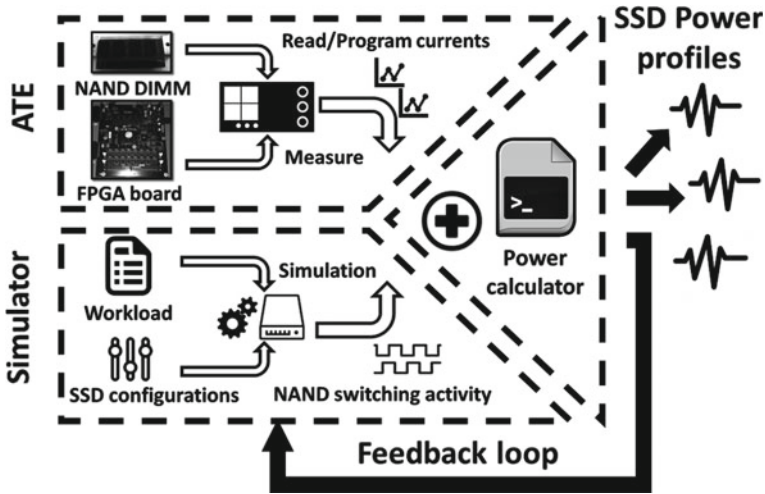 SSD Power
profiles
ATE
Read/Program currents
NAND DIMM
Measure
FPGA board
>_
Power
calculator
Simulator
Simulation
Workload
SSD configurations
NAND switching activity
Feedback loop